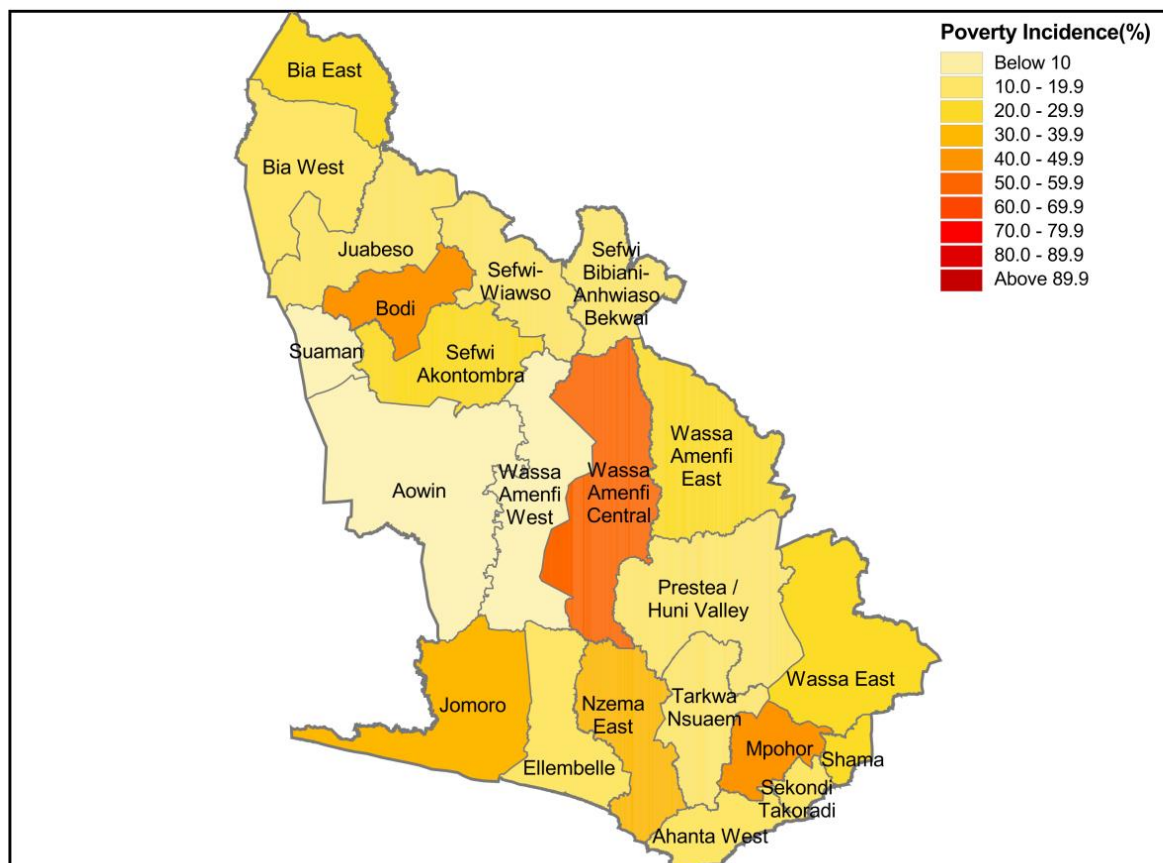 Poverty Incidence(%)
Below 10
10.0 - 19.9
20.0 - 29.9
30.0 - 39.9
40.0 - 49.9
50.0 - 59.9
60.0 - 69.9
70.0 - 79.9
80.0 - 89.9
Above 89.9
Bia East
Bia West
Juabeso
Sefwi-
Wiawso
Sefwi
Bibiani-
Anhwiaso
Bekwai
Bodi
Suaman
Sefwi
Akontombra
Wassa
Amenfi
East
Aowin
Wassa
Amenfi
West
Wassa
Amenfi
Central
Prestea /
Huni Valley
Wassa East
Jomoro
Nzema
East
Tarkwa
Nsuaem
Mpohor
Shama
Ellembelle
Sekondi
Takoradi
Ahanta West